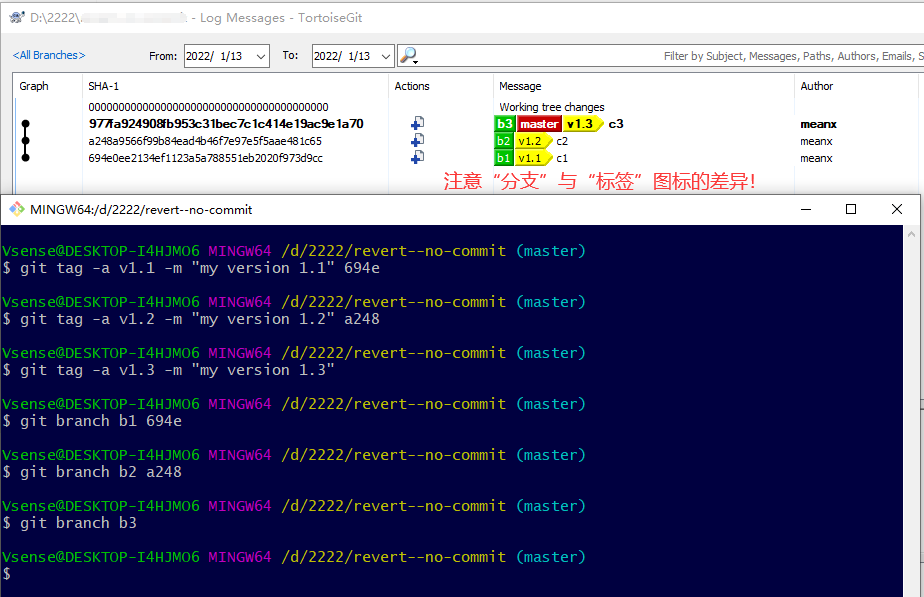 D:\2222\ - Log Messages - TortoiseGit
<All Branches> From: 2022/ 1/13 To: 2022/ 1/13 Filter by Subject, Messages, Paths, Authors, Emails, S
Graph SHA-1 Actions Message Author
0000000000000000000000000000000000000000 Working tree changes
977fa924908fb953c31bec7c1c414e19ac9e1a70 b3 master v1.3 c3 meanx
a248a9566f99b84ead4b46f7e97e5f5aae481c65 b2 v1.2 c2 meanx
694e0ee2134ef1123a5a788551eb2020f973d9cc b1 v1.1 c1 meanx
注意“分支”与“标签”图标的差异!
MINGW64:/d/2222/revert--no-commit
Vsense@DESKTOP-I4HJMO6 MINGW64 /d/2222/revert--no-commit (master)
$ git tag -a v1.1 -m "my version 1.1" 694e
Vsense@DESKTOP-I4HJMO6 MINGW64 /d/2222/revert--no-commit (master)
$ git tag -a v1.2 -m "my version 1.2" a248
Vsense@DESKTOP-I4HJMO6 MINGW64 /d/2222/revert--no-commit (master)
$ git tag -a v1.3 -m "my version 1.3"
Vsense@DESKTOP-I4HJMO6 MINGW64 /d/2222/revert--no-commit (master)
$ git branch b1 694e
Vsense@DESKTOP-I4HJMO6 MINGW64 /d/2222/revert--no-commit (master)
$ git branch b2 a248
Vsense@DESKTOP-I4HJMO6 MINGW64 /d/2222/revert--no-commit (master)
$ git branch b3
Vsense@DESKTOP-I4HJMO6 MINGW64 /d/2222/revert--no-commit (master)
$